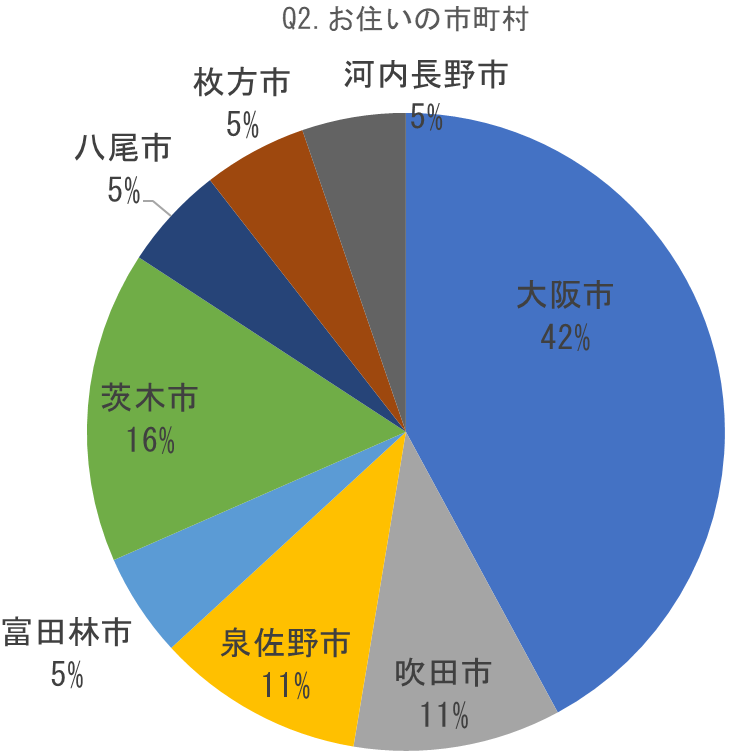 Q2.お住いの市町村
河内長野市
5%
枚方市
5%
八尾市
5%
大阪市
42%
茨木市
16%
富田林市
5%
泉佐野市
11%
吹田市
11%